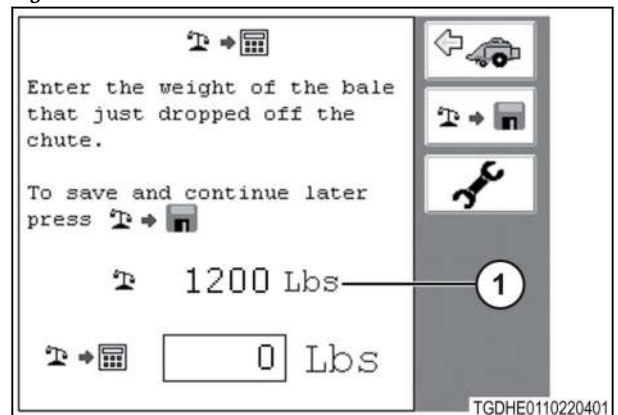 Enter the weight of the bale
that just dropped off the
chute.
To save and continue later
press
1200 Lbs
1
0 Lbs
TGDHE0110220401